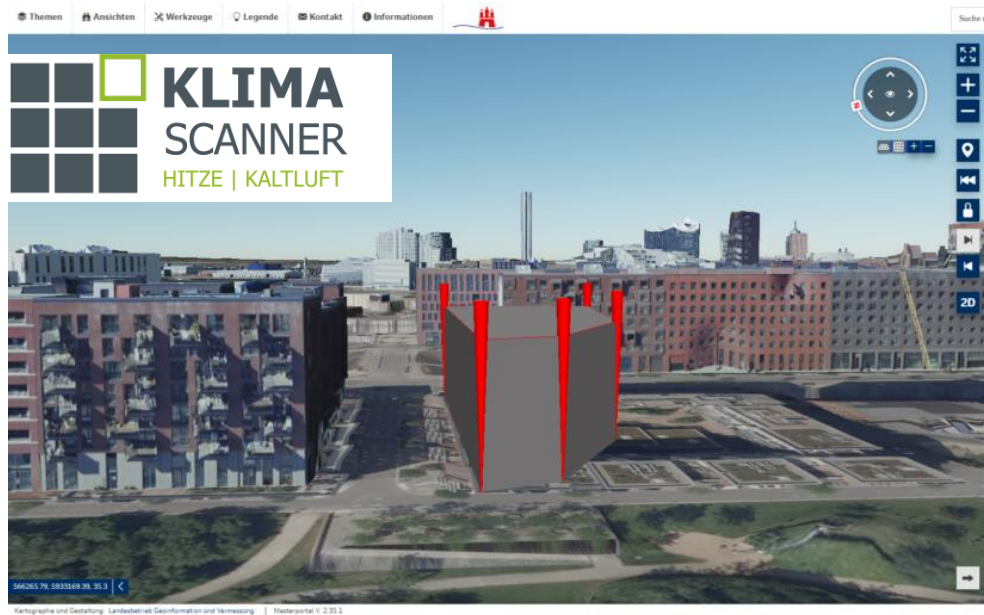 Themen Ansichten Werkzeuge Legende Kontakt Informationen
Suche
KLIMA
SCANNER
HITZE | KALTLUFT
2D
566265.79, 5933169.39, 35.3
Kartographie und Gestaltung: Landesbetrieb Geoinformation und Vermessung | Masterportal V. 2.35.1